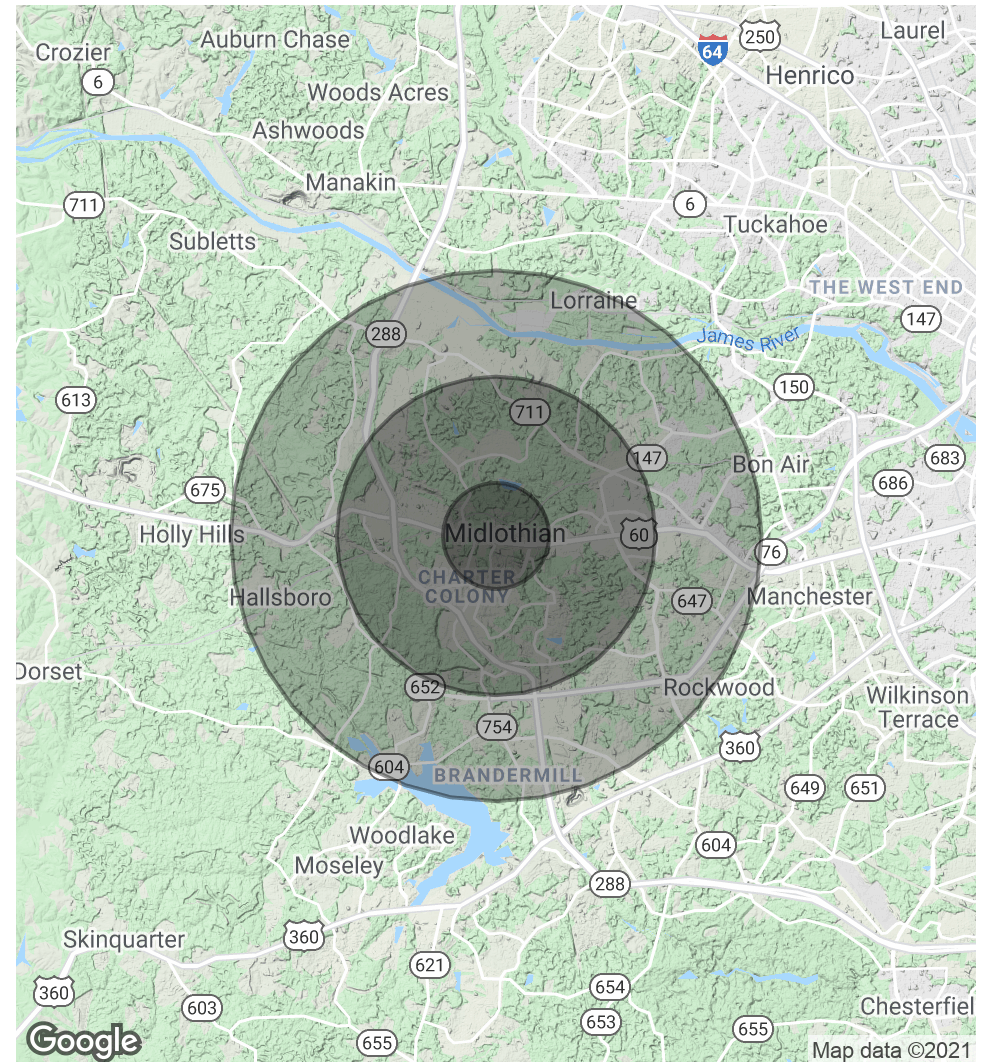 Laurel
250
Auburn Chase
Crozier
64
Henrico
6
Woods Acres
Ashwoods
Manakin
711
6
Tuckahoe
Subletts
THE WEST END
Lorraine
147
288
James River
150
613
711
147
683
Bon Air
686
675
Holly Hills
Midlothian
60
76
CHARTER
COLONY
Hallsboro
647
Manchester
Dorset
652
Rockwood
Wilkinson
Terrace
754
360
604
BRANDERMILL
649
651
Woodlake
604
Moseley
288
Skinquarter
360
621
360
654
603
653
655
655
Chesterfiel
Google
Map data ©2021